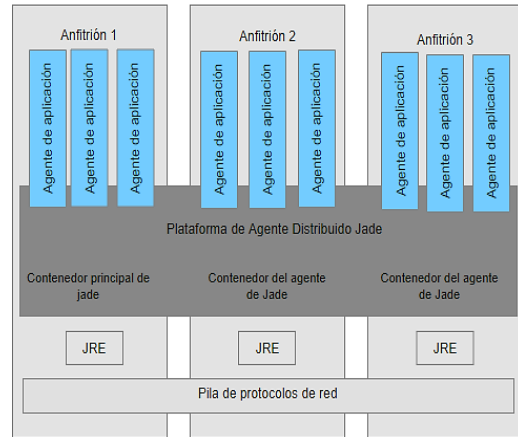 Anfitrión 1
Anfitrión 2
Anfitrión 3
Agente de aplicación
Agente de aplicación
Agente de aplicación
Agente de aplicación
Agente de aplicación
Agente de aplicación
Agente de aplicación
Agente de aplicación
Agente de aplicación
Plataforma de Agente Distribuido Jade
Contenedor principal de
jade
Contenedor del agente
de Jade
Contenedor del agente
de Jade
JRE
JRE
JRE
Pila de protocolos de red